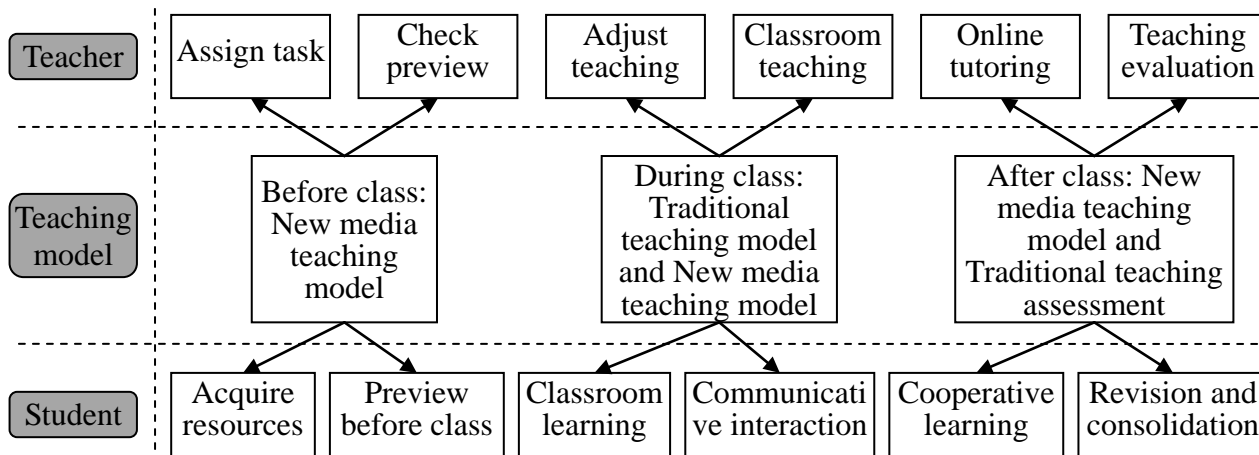 Teacher
Assign task
Check
preview
Adjust
teaching
Classroom
teaching
Online
tutoring
Teaching
evaluation
Teaching
model
Before class:
New media
teaching
model
During class:
Traditional
teaching model
and New media
teaching model
After class: New
media teaching
model and
Traditional teaching
assessment
Student
Acquire
resources
Preview
before class
Classroom
learning
Communicati
ve interaction
Cooperative
learning
Revision and
consolidation